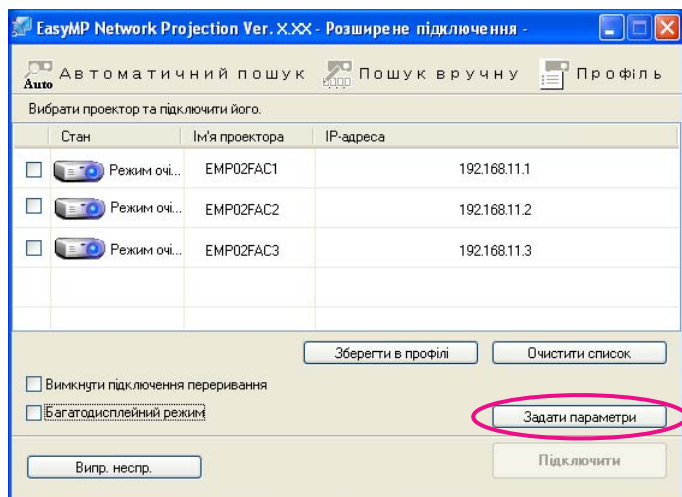 EasyMP Network Projection Ver. X.XX - Розширене підключення -
Auto Автоматичний пошук Пошук вручну Профіль
Вибрати проектор та підключити його.
Стан Ім'я проектора IP-адреса
Режим очі... EMP02FAC1 192.168.11.1
Режим очі... EMP02FAC2 192.168.11.2
Режим очі... EMP02FAC3 192.168.11.3
Зберегти в профілі Очистити список
Вимкнути підключення переривання
Багатодисплейний режим
Задати параметри
Випр. неспр. Підключити